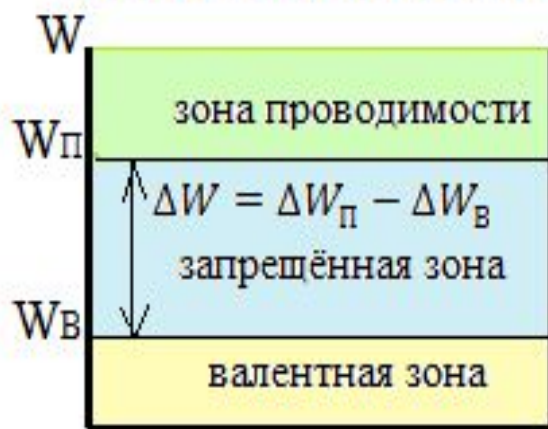 W
зона проводимости
WП
ΔW = ΔWП − ΔWВ
запрещённая зона
WВ
валентная зона